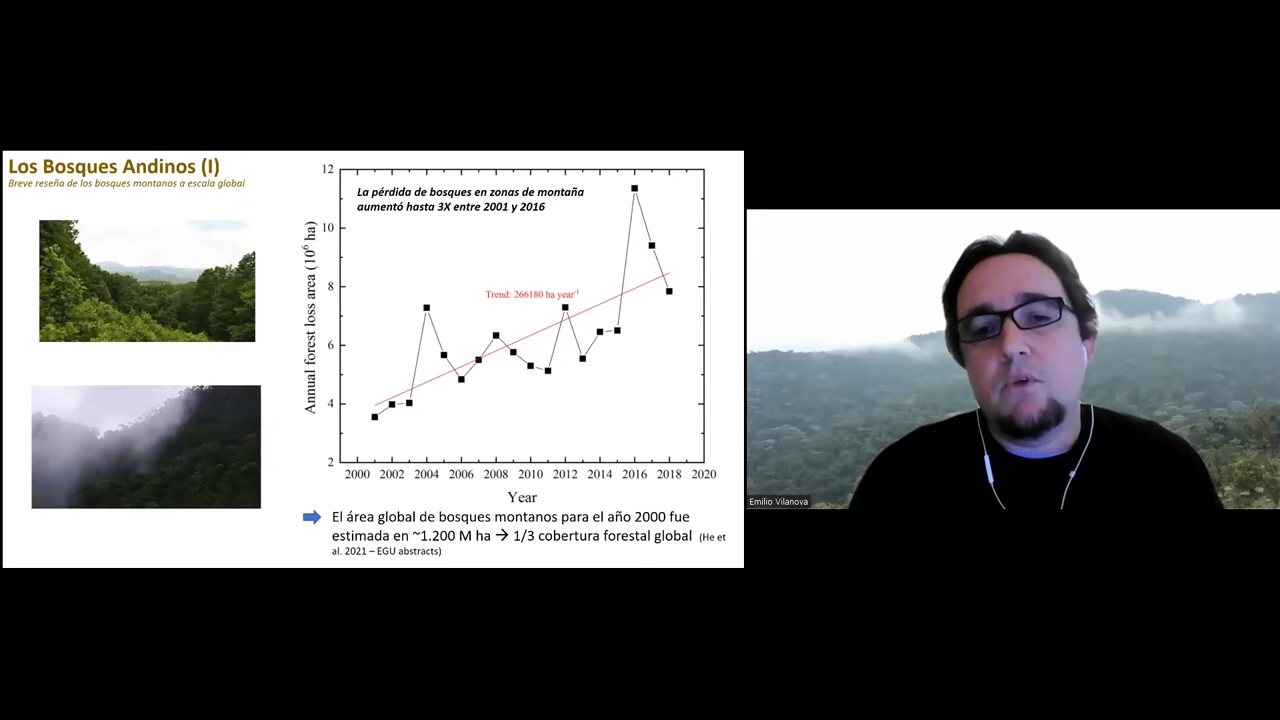 Los Bosques Andinos (I)
Breve reseña de los bosques montanos a escala global
La pérdida de bosques en zonas de montaña
aumentó hasta 3X entre 2001 y 2016
Trend: 266180 ha year⁻¹
Annual forest loss area (10⁶ ha)
12
10
8
6
4
2
2000 2002 2004 2006 2008 2010 2012 2014 2016 2018 2020
Year
El área global de bosques montanos para el año 2000 fue
estimada en ~1.200 M ha → 1/3 cobertura forestal global (He et
al. 2021 – EGU abstracts)
Emilio Vilanova